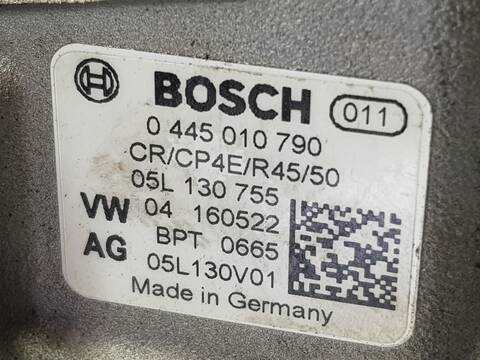 BOSCH 011
0 445 010 790
CR/CP4E/R45/50
05L 130 755
VW 04 160522
AG BPT 0665
05L130V01
Made in Germany